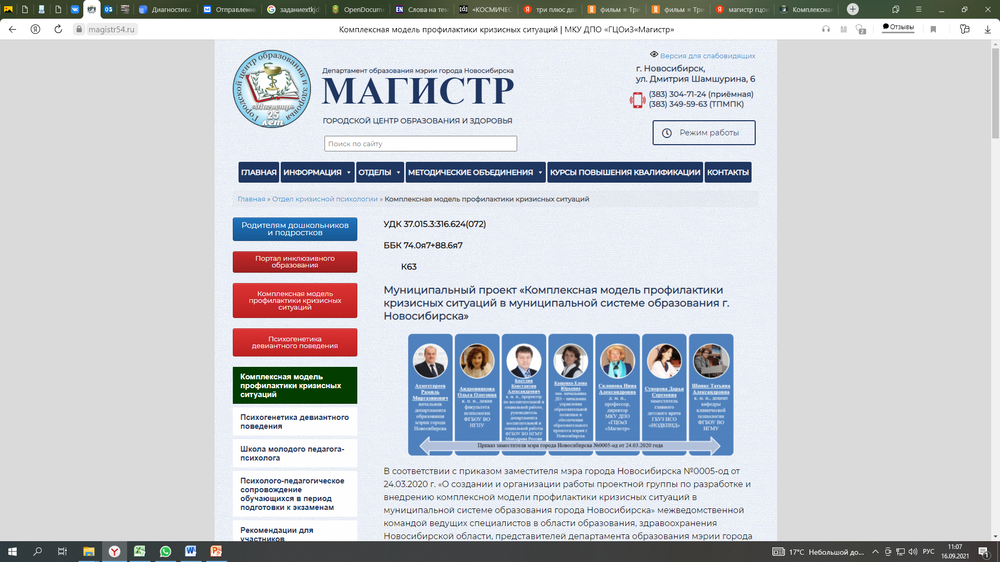 Диагностика
Отправленнь
заданиехtkjd
OpenDocume
Слова на тем
«КОСМИЧЕС
три плюс два
фильм = Три
фильм = Три
магистр гцои
Комплексная
magistr54.ru
Комплексная модель профилактики кризисных ситуаций | МКУ ДПО «ГЦОиЗ«Магистр»
Отзывы
2
Городской центр образования и здоровья
«Магистр»
25
лет
Департамент образования мэрии города Новосибирска
МАГИСТР
ГОРОДСКОЙ ЦЕНТР ОБРАЗОВАНИЯ И ЗДОРОВЬЯ
Поиск по сайту
Версия для слабовидящих
г. Новосибирск,
ул. Дмитрия Шамшурина, 6
(383) 304-71-24 (приёмная)
(383) 349-59-63 (ТПМПК)
Режим работы
ГЛАВНАЯ ИНФОРМАЦИЯ ОТДЕЛЫ МЕТОДИЧЕСКИЕ ОБЪЕДИНЕНИЯ КУРСЫ ПОВЫШЕНИЯ КВАЛИФИКАЦИИ КОНТАКТЫ
Главная » Отдел кризисной психологии » Комплексная модель профилактики кризисных ситуаций
Родителям дошкольников
и подростков
Портал инклюзивного
образования
Комплексная модель
профилактики кризисных
ситуаций
Психогенетика
девиантного поведения
Комплексная модель
профилактики кризисных
ситуаций
Психогенетика девиантного
поведения
Школа молодого педагога-
психолога
Психолого-педагогическое
сопровождение
обучающихся в период
подготовки к экзаменам
Рекомендации для
участников
УДК 37.015.3:316.624(072)
ББК 74.0я7+88.6я7
К63
Муниципальный проект «Комплексная модель профилактики
кризисных ситуаций в муниципальной системе образования г.
Новосибирска»
Ахметгареев
Рамиль
Миргазянович
начальник
департамента
образования
мэрии города
Новосибирска
Андронникова
Ольга Олеговна
к. п. н., декан
факультета
психологии
ФГБОУ ВО
НГПУ
Бакулин
Константин
Александрович
к. м. н., проректор
по воспитательной и
социальной работе,
руководитель
департамента
воспитательной и
социальной работы
ФГБОУ ВО НГМУ
Минздрава России
Кащенко Елена
Юрьевна
зам. начальника
ДО – начальник
управления
образовательной
политики и
обеспечения
образовательного
процесса мэрии г.
Новосибирска
Склянова Нина
Александровна
д. м. н.,
профессор,
директор
МКУ ДПО
«ГЦОиЗ
«Магистр»
Суворова Дарья
Сергеевна
заместитель
главного
детского врача
ГБУЗ НСО
«НОДКПНД»
Шпикс Татьяна
Александровна
к. м. н., доцент
кафедры
клинической
психологии
ФГБОУ ВО
НГМУ
Приказ заместителя мэра города Новосибирска №0005-од от 24.03.2020 года
В соответствии с приказом заместителя мэра города Новосибирска №0005-од от
24.03.2020 г. «О создании и организации работы проектной группы по разработке и
внедрению комплексной модели профилактики кризисных ситуаций в
муниципальной системе образования города Новосибирска» межведомственной
командой ведущих специалистов в области образования, здравоохранения
Новосибирской области, представителей департамента образования мэрии города
17°C Небольшой до...
РУС
11:07
16.09.2021
1